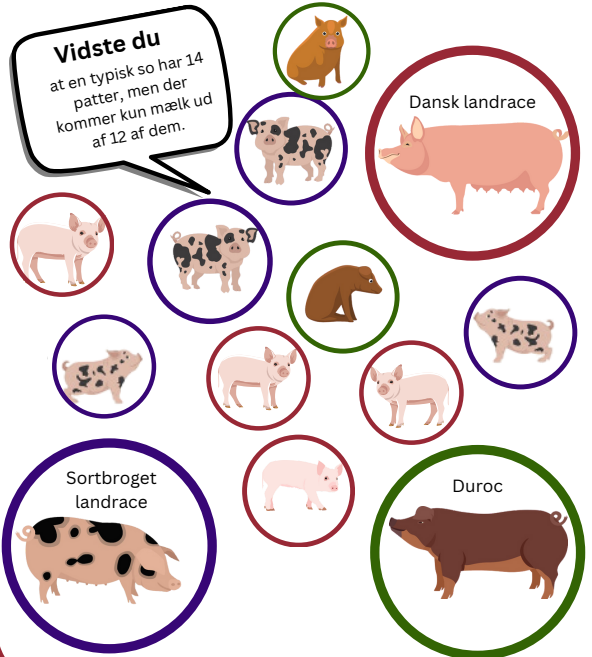 Vidste du
at en typisk so har 14
patter, men der
kommer kun mælk ud
af 12 af dem.
Dansk landrace
Sortbroget
landrace
Duroc